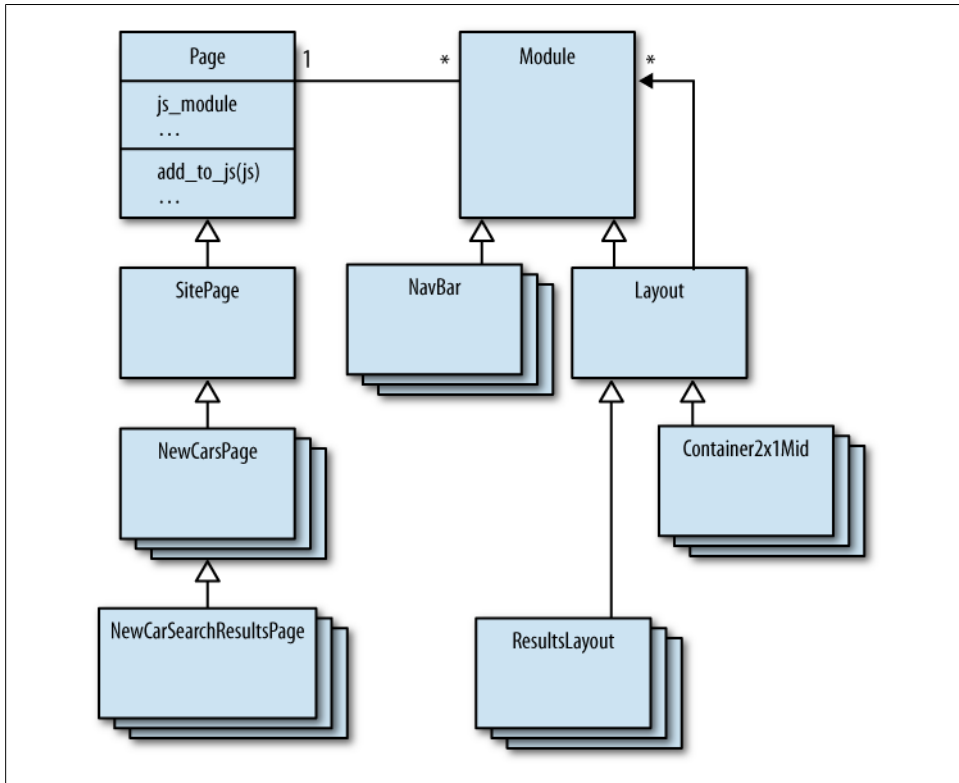 Page
1
*
Module
*
js_module
...
add_to_js(js)
...
SitePage
NavBar
Layout
NewCarsPage
Container2x1Mid
NewCarSearchResultsPage
ResultsLayout